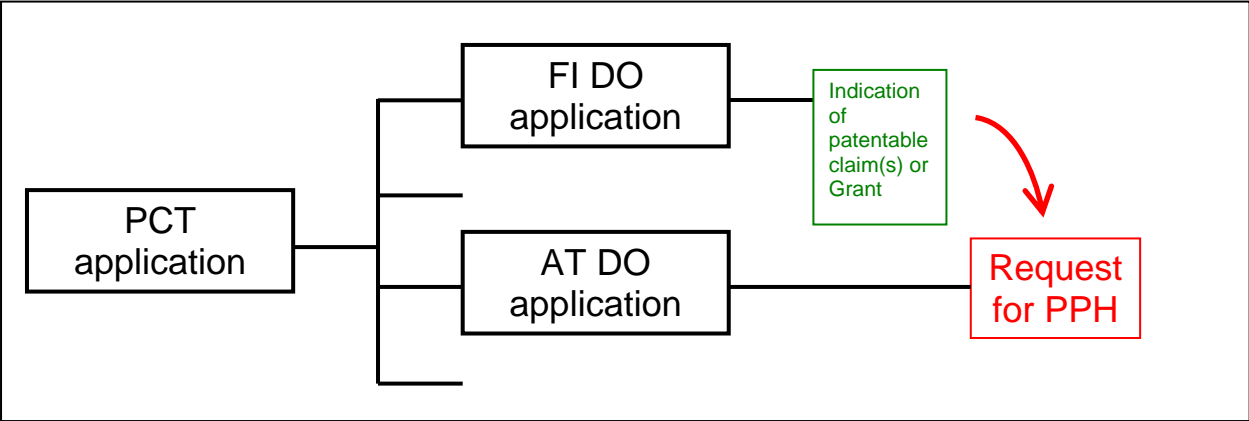 FI DO
application
Indication
of
patentable
claim(s) or
Grant
PCT
application
AT DO
application
Request
for PPH